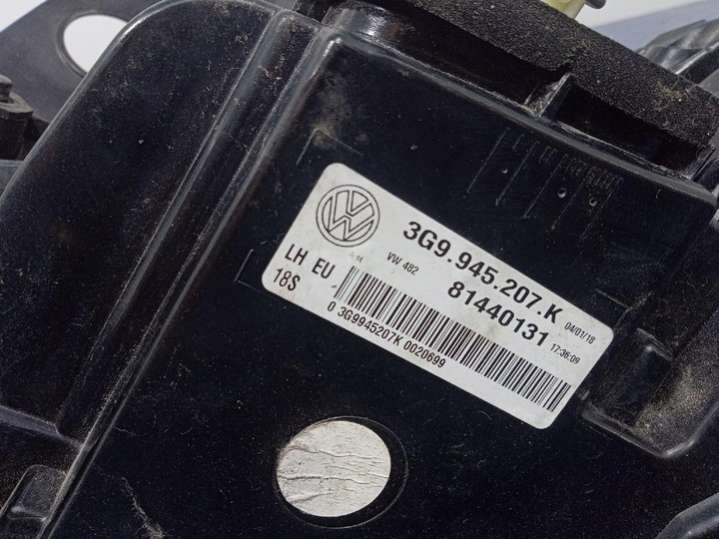 3G9.945.207.K
VW 482
81440131
04/01/18
17:36:09
LH EU
18S
0 3G9945207K 0020699